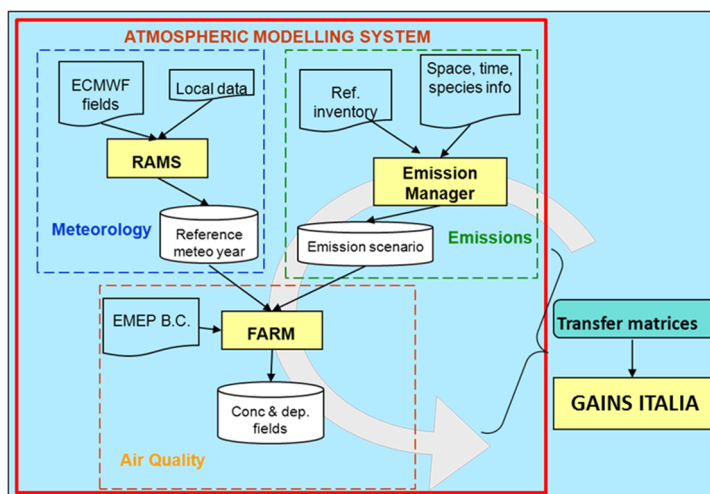 ATMOSPHERIC MODELLING SYSTEM
ECMWF
fields
Local data
RAMS
Reference
meteo year
Meteorology
Ref.
inventory
Space, time,
species info
Emission
Manager
Emission scenario
Emissions
EMEP B.C.
FARM
Conc & dep.
fields
Air Quality
Transfer matrices
GAINS ITALIA